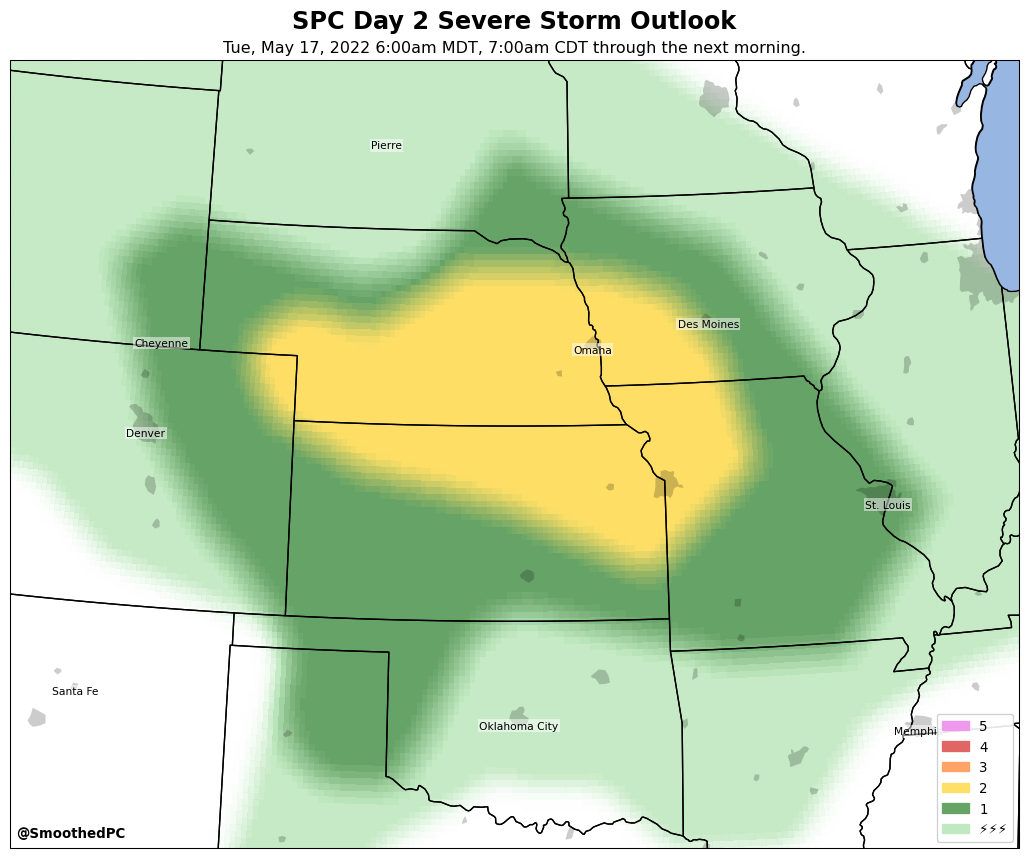 SPC Day 2 Severe Storm Outlook
Tue, May 17, 2022 6:00am MDT, 7:00am CDT through the next morning.
Pierre
Des Moines
Cheyenne
Omaha
Denver
St. Louis
Santa Fe
Oklahoma City
Memphi
5
4
3
2
1
⚡⚡⚡
@SmoothedPC